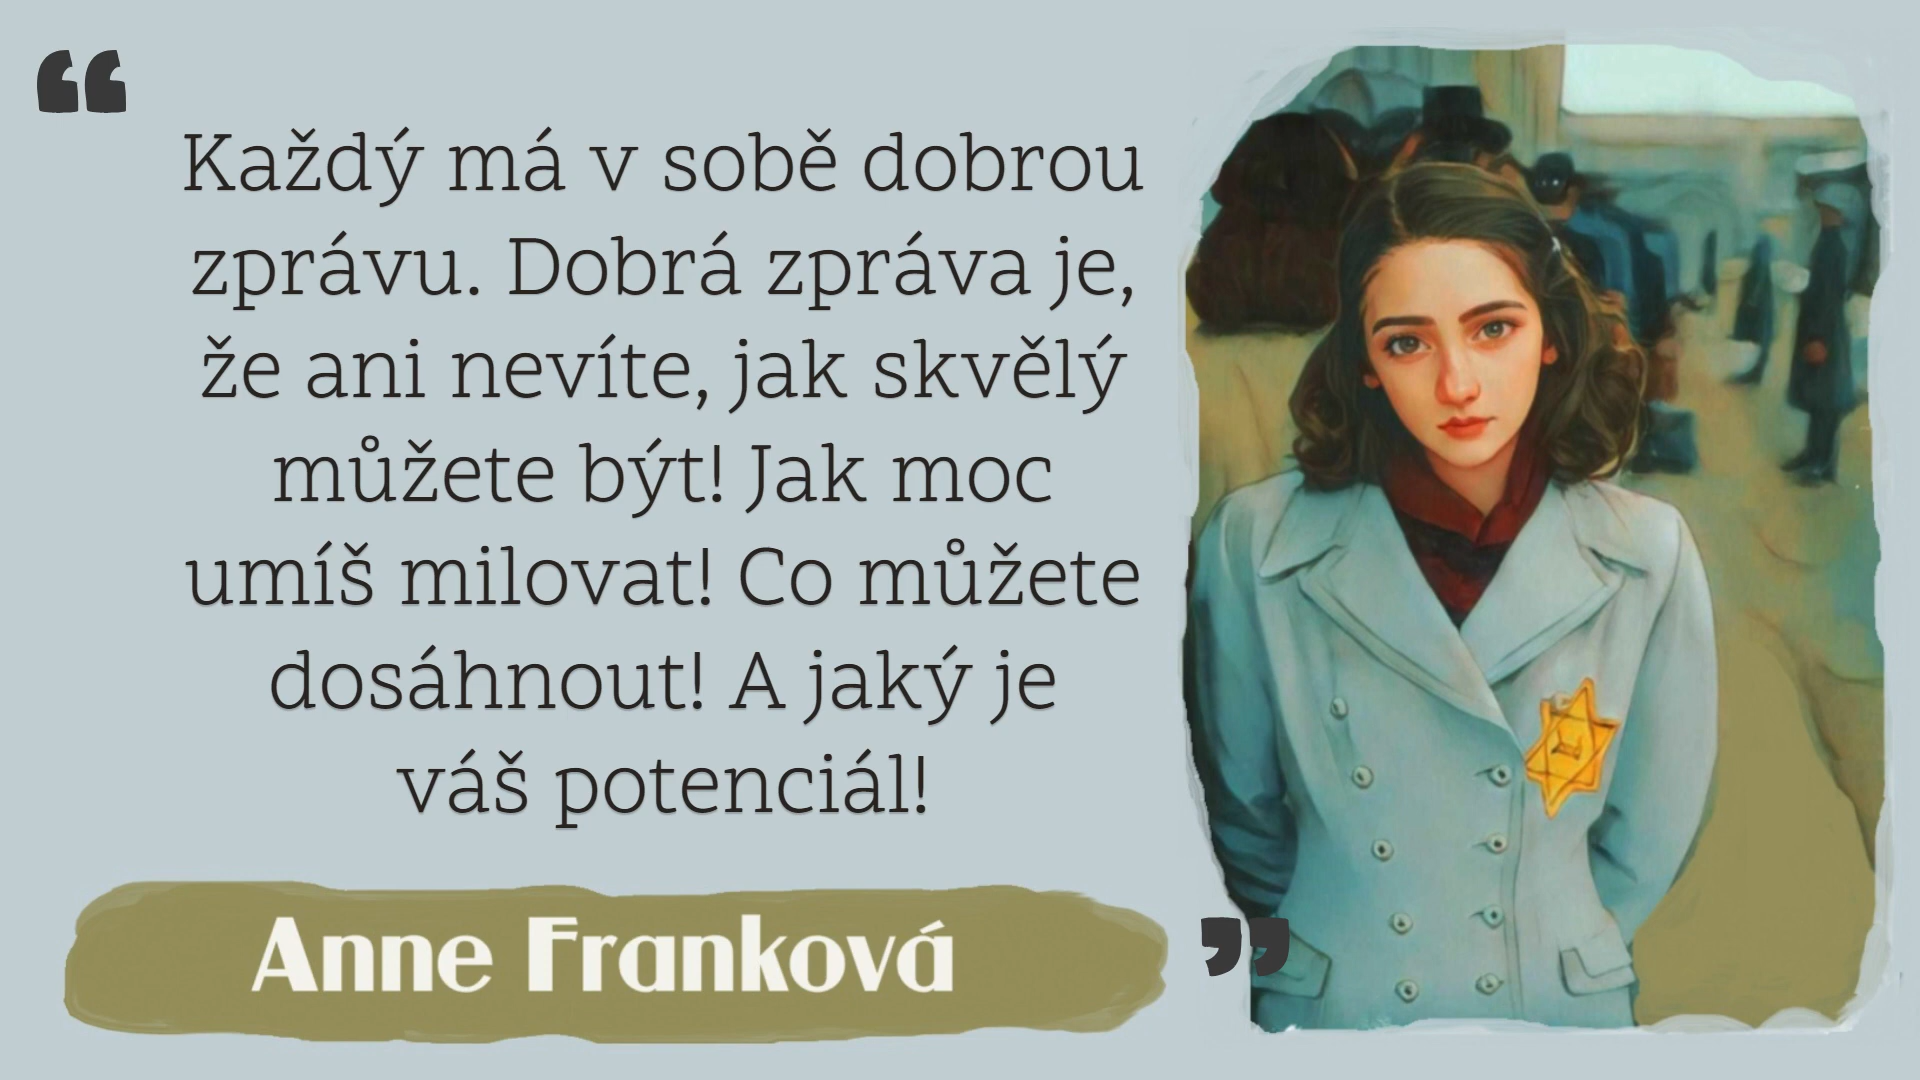 “
Každý má v sobě dobrou
zprávu. Dobrá zpráva je,
že ani nevíte, jak skvělý
můžete být! Jak moc
umíš milovat! Co můžete
dosáhnout! A jaký je
váš potenciál!
Anne Franková
”